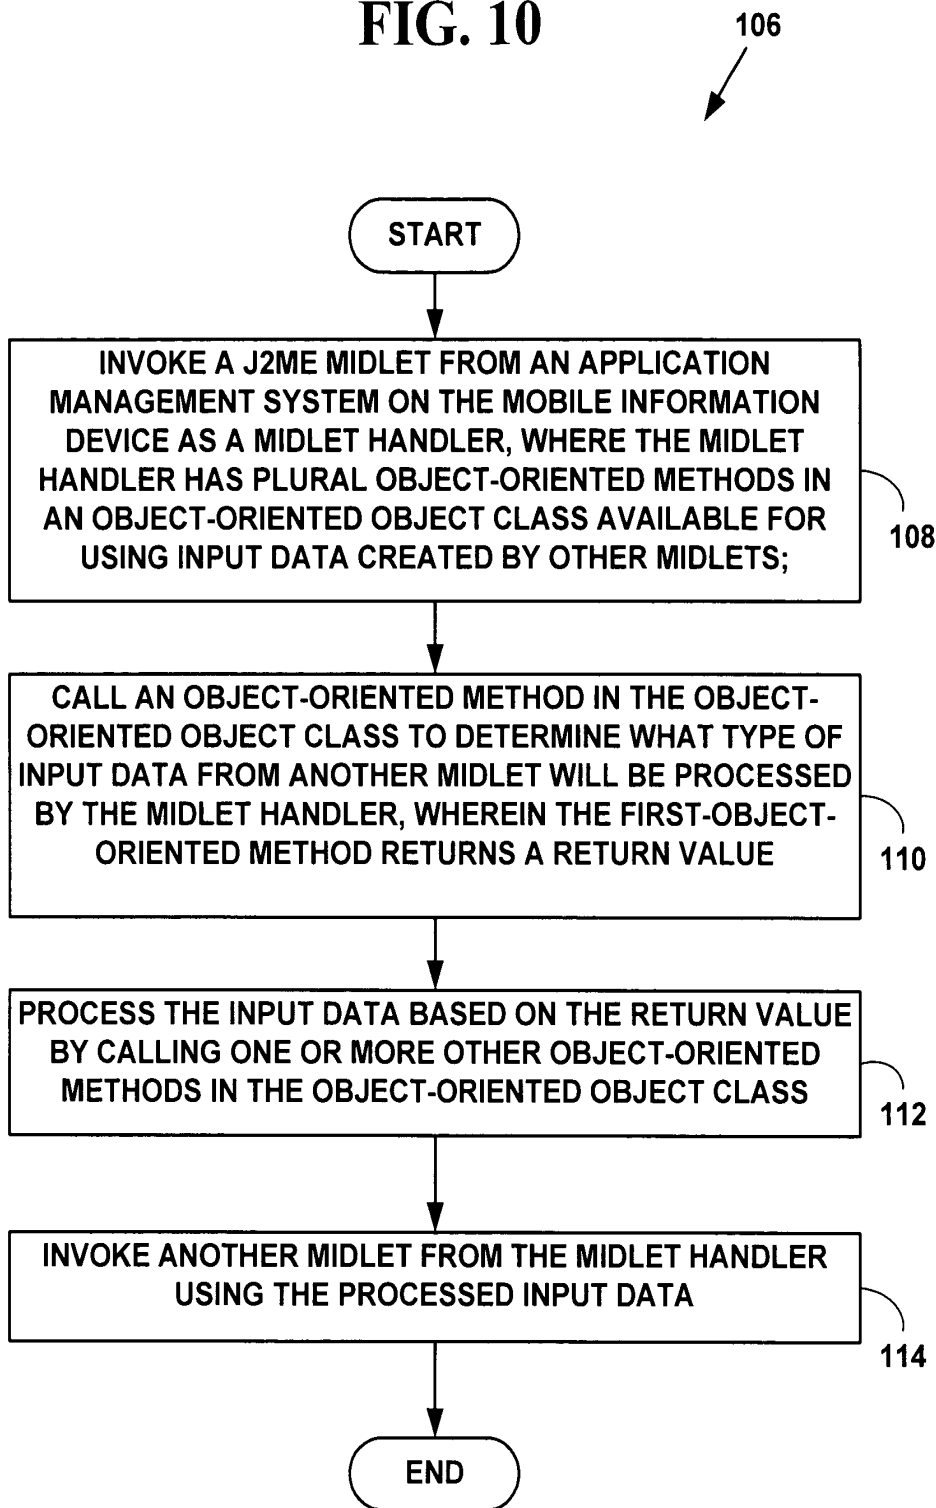 FIG. 10
106
START
INVOKE A J2ME MIDLET FROM AN APPLICATION
MANAGEMENT SYSTEM ON THE MOBILE INFORMATION
DEVICE AS A MIDLET HANDLER, WHERE THE MIDLET
HANDLER HAS PLURAL OBJECT-ORIENTED METHODS IN
AN OBJECT-ORIENTED OBJECT CLASS AVAILABLE FOR
USING INPUT DATA CREATED BY OTHER MIDLETS;
108
CALL AN OBJECT-ORIENTED METHOD IN THE OBJECT-
ORIENTED OBJECT CLASS TO DETERMINE WHAT TYPE OF
INPUT DATA FROM ANOTHER MIDLET WILL BE PROCESSED
BY THE MIDLET HANDLER, WHEREIN THE FIRST-OBJECT-
ORIENTED METHOD RETURNS A RETURN VALUE
110
PROCESS THE INPUT DATA BASED ON THE RETURN VALUE
BY CALLING ONE OR MORE OTHER OBJECT-ORIENTED
METHODS IN THE OBJECT-ORIENTED OBJECT CLASS
112
INVOKE ANOTHER MIDLET FROM THE MIDLET HANDLER
USING THE PROCESSED INPUT DATA
114
END